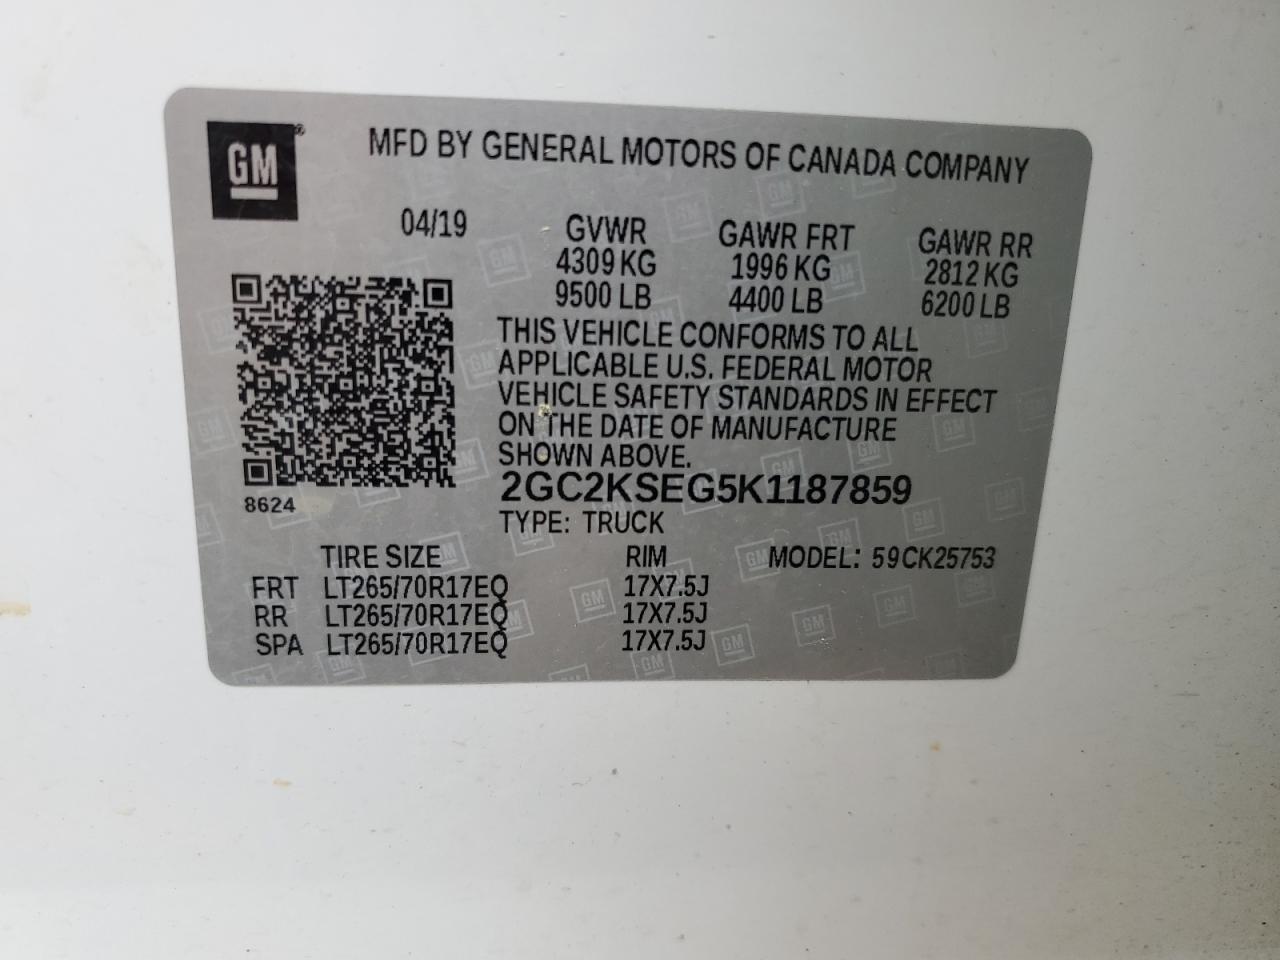 GM®
MFD BY GENERAL MOTORS OF CANADA COMPANY
04/19 GVWR GAWR FRT GAWR RR
4309 KG 1996 KG 2812 KG
9500 LB 4400 LB 6200 LB
THIS VEHICLE CONFORMS TO ALL
APPLICABLE U.S. FEDERAL MOTOR
VEHICLE SAFETY STANDARDS IN EFFECT
ON THE DATE OF MANUFACTURE
SHOWN ABOVE.
2GC2KSEG5K1187859
8624
TYPE: TRUCK
TIRE SIZE RIM MODEL: 59CK25753
FRT LT265/70R17EQ 17X7.5J
RR LT265/70R17EQ 17X7.5J
SPA LT265/70R17EQ 17X7.5J